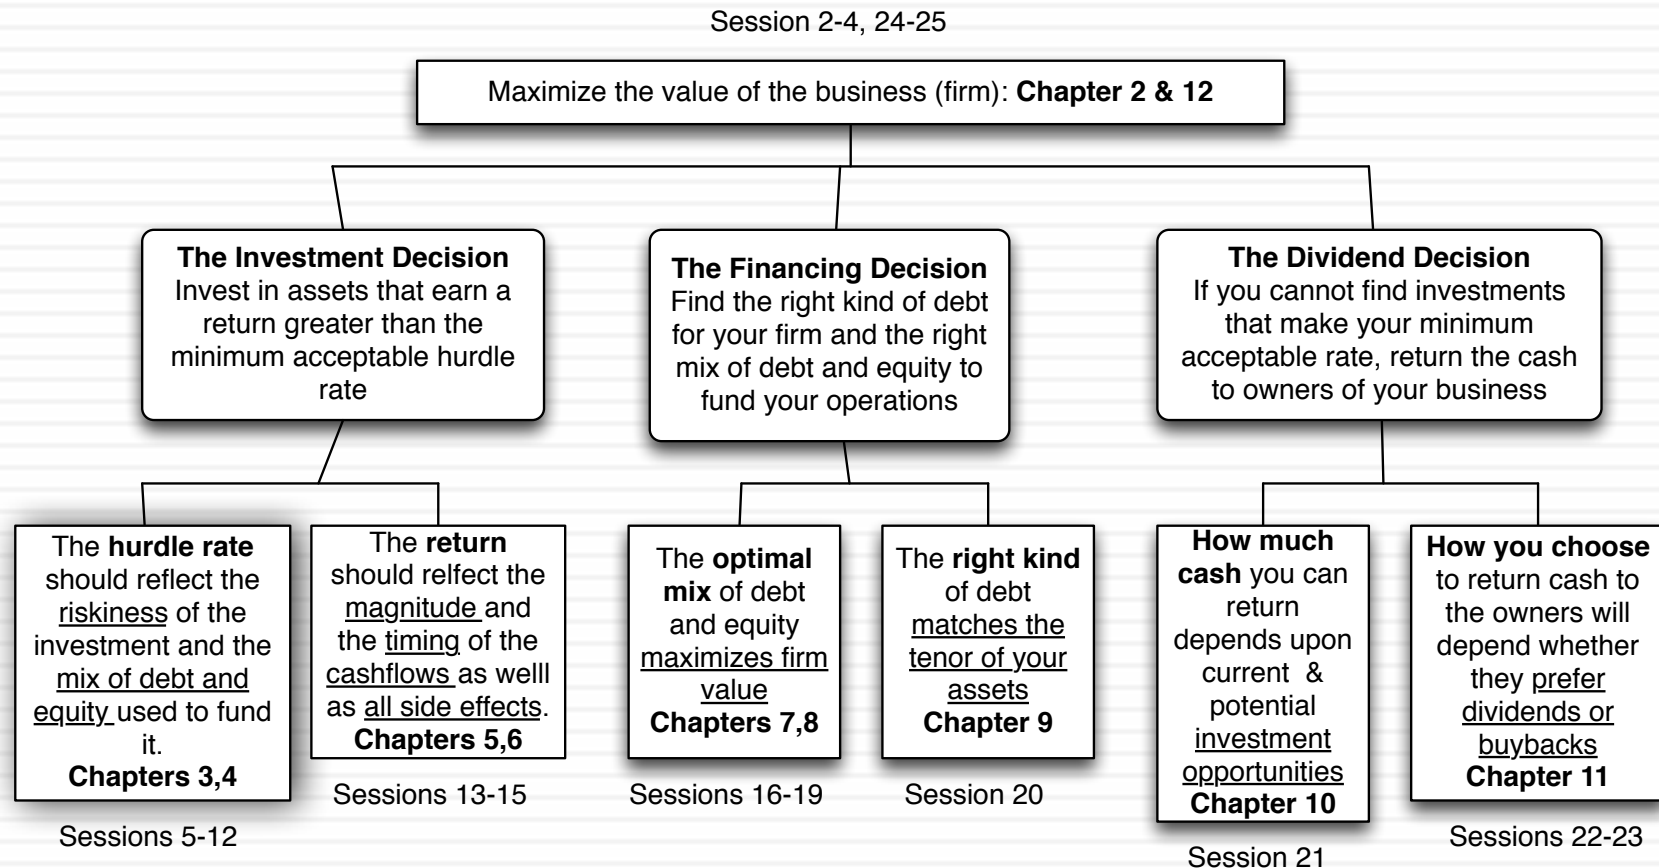 Session 2-4, 24-25
Maximize the value of the business (firm): Chapter 2 & 12
The Investment Decision
Invest in assets that earn a
return greater than the
minimum acceptable hurdle
rate
The Financing Decision
Find the right kind of debt
for your firm and the right
mix of debt and equity to
fund your operations
The Dividend Decision
If you cannot find investments
that make your minimum
acceptable rate, return the cash
to owners of your business
The hurdle rate
should reflect the
riskiness of the
investment and the
mix of debt and
equity used to fund
it.
Chapters 3,4
Sessions 5-12
The return
should relfect the
magnitude and
the timing of the
cashflows as welll
as all side effects.
Chapters 5,6
Sessions 13-15
The optimal
mix of debt
and equity
maximizes firm
value
Chapters 7,8
Sessions 16-19
The right kind
of debt
matches the
tenor of your
assets
Chapter 9
Session 20
How much
cash you can
return
depends upon
current &
potential
investment
opportunities
Chapter 10
Session 21
How you choose
to return cash to
the owners will
depend whether
they prefer
dividends or
buybacks
Chapter 11
Sessions 22-23